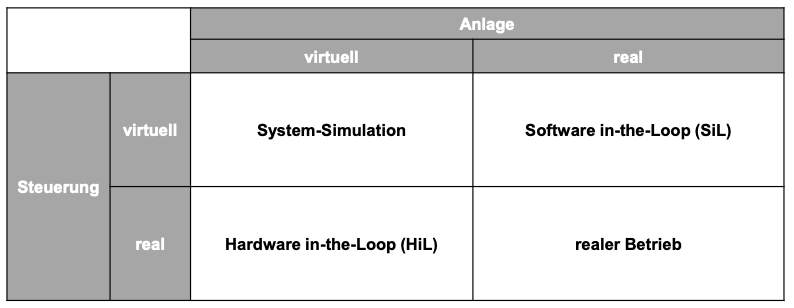 Anlage
virtuell real
virtuell System-Simulation Software in-the-Loop (SiL)
Steuerung
real Hardware in-the-Loop (HiL) realer Betrieb